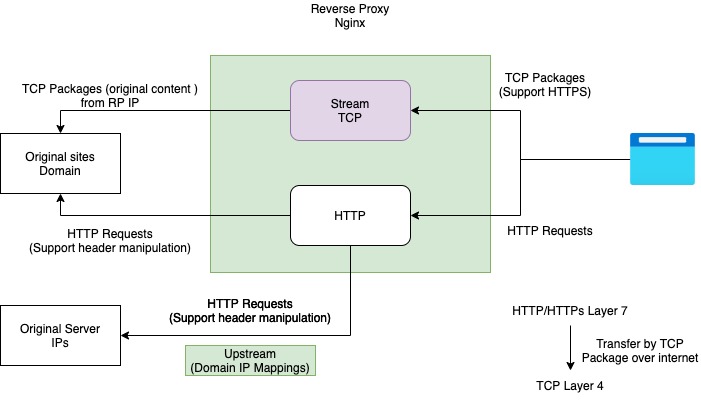 Reverse Proxy
Nginx
TCP Packages (original content )
from RP IP
Stream
TCP
TCP Packages
(Support HTTPS)
Original sites
Domain
HTTP
HTTP Requests
(Support header manipulation)
HTTP Requests
HTTP Requests
(Support header manipulation)
Original Server
IPs
Upstream
(Domain IP Mappings)
HTTP/HTTPs Layer 7
Transfer by TCP
Package over internet
TCP Layer 4